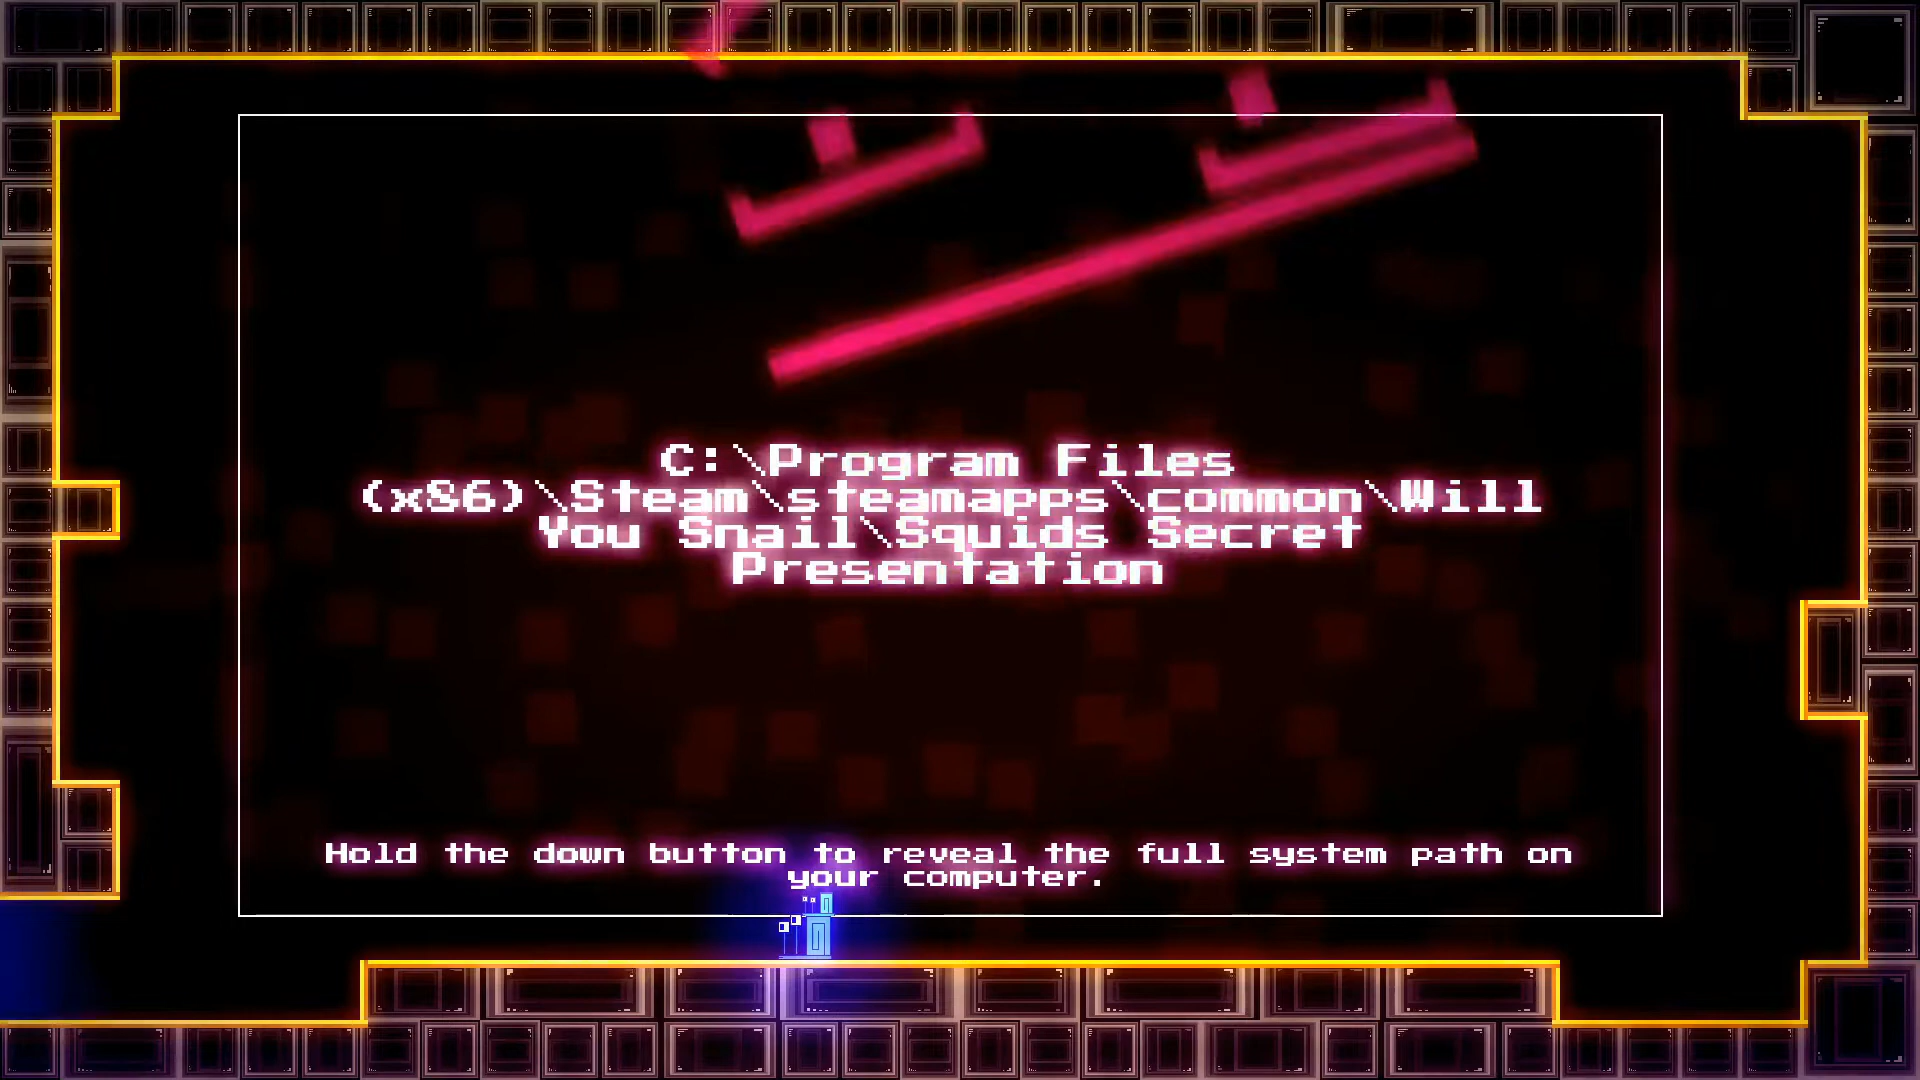 C:\Program Files
(x86)\Steam\steamapps\common\Will
You Snail\Squids Secret
Presentation
Hold the down button to reveal the full system path on
your computer.